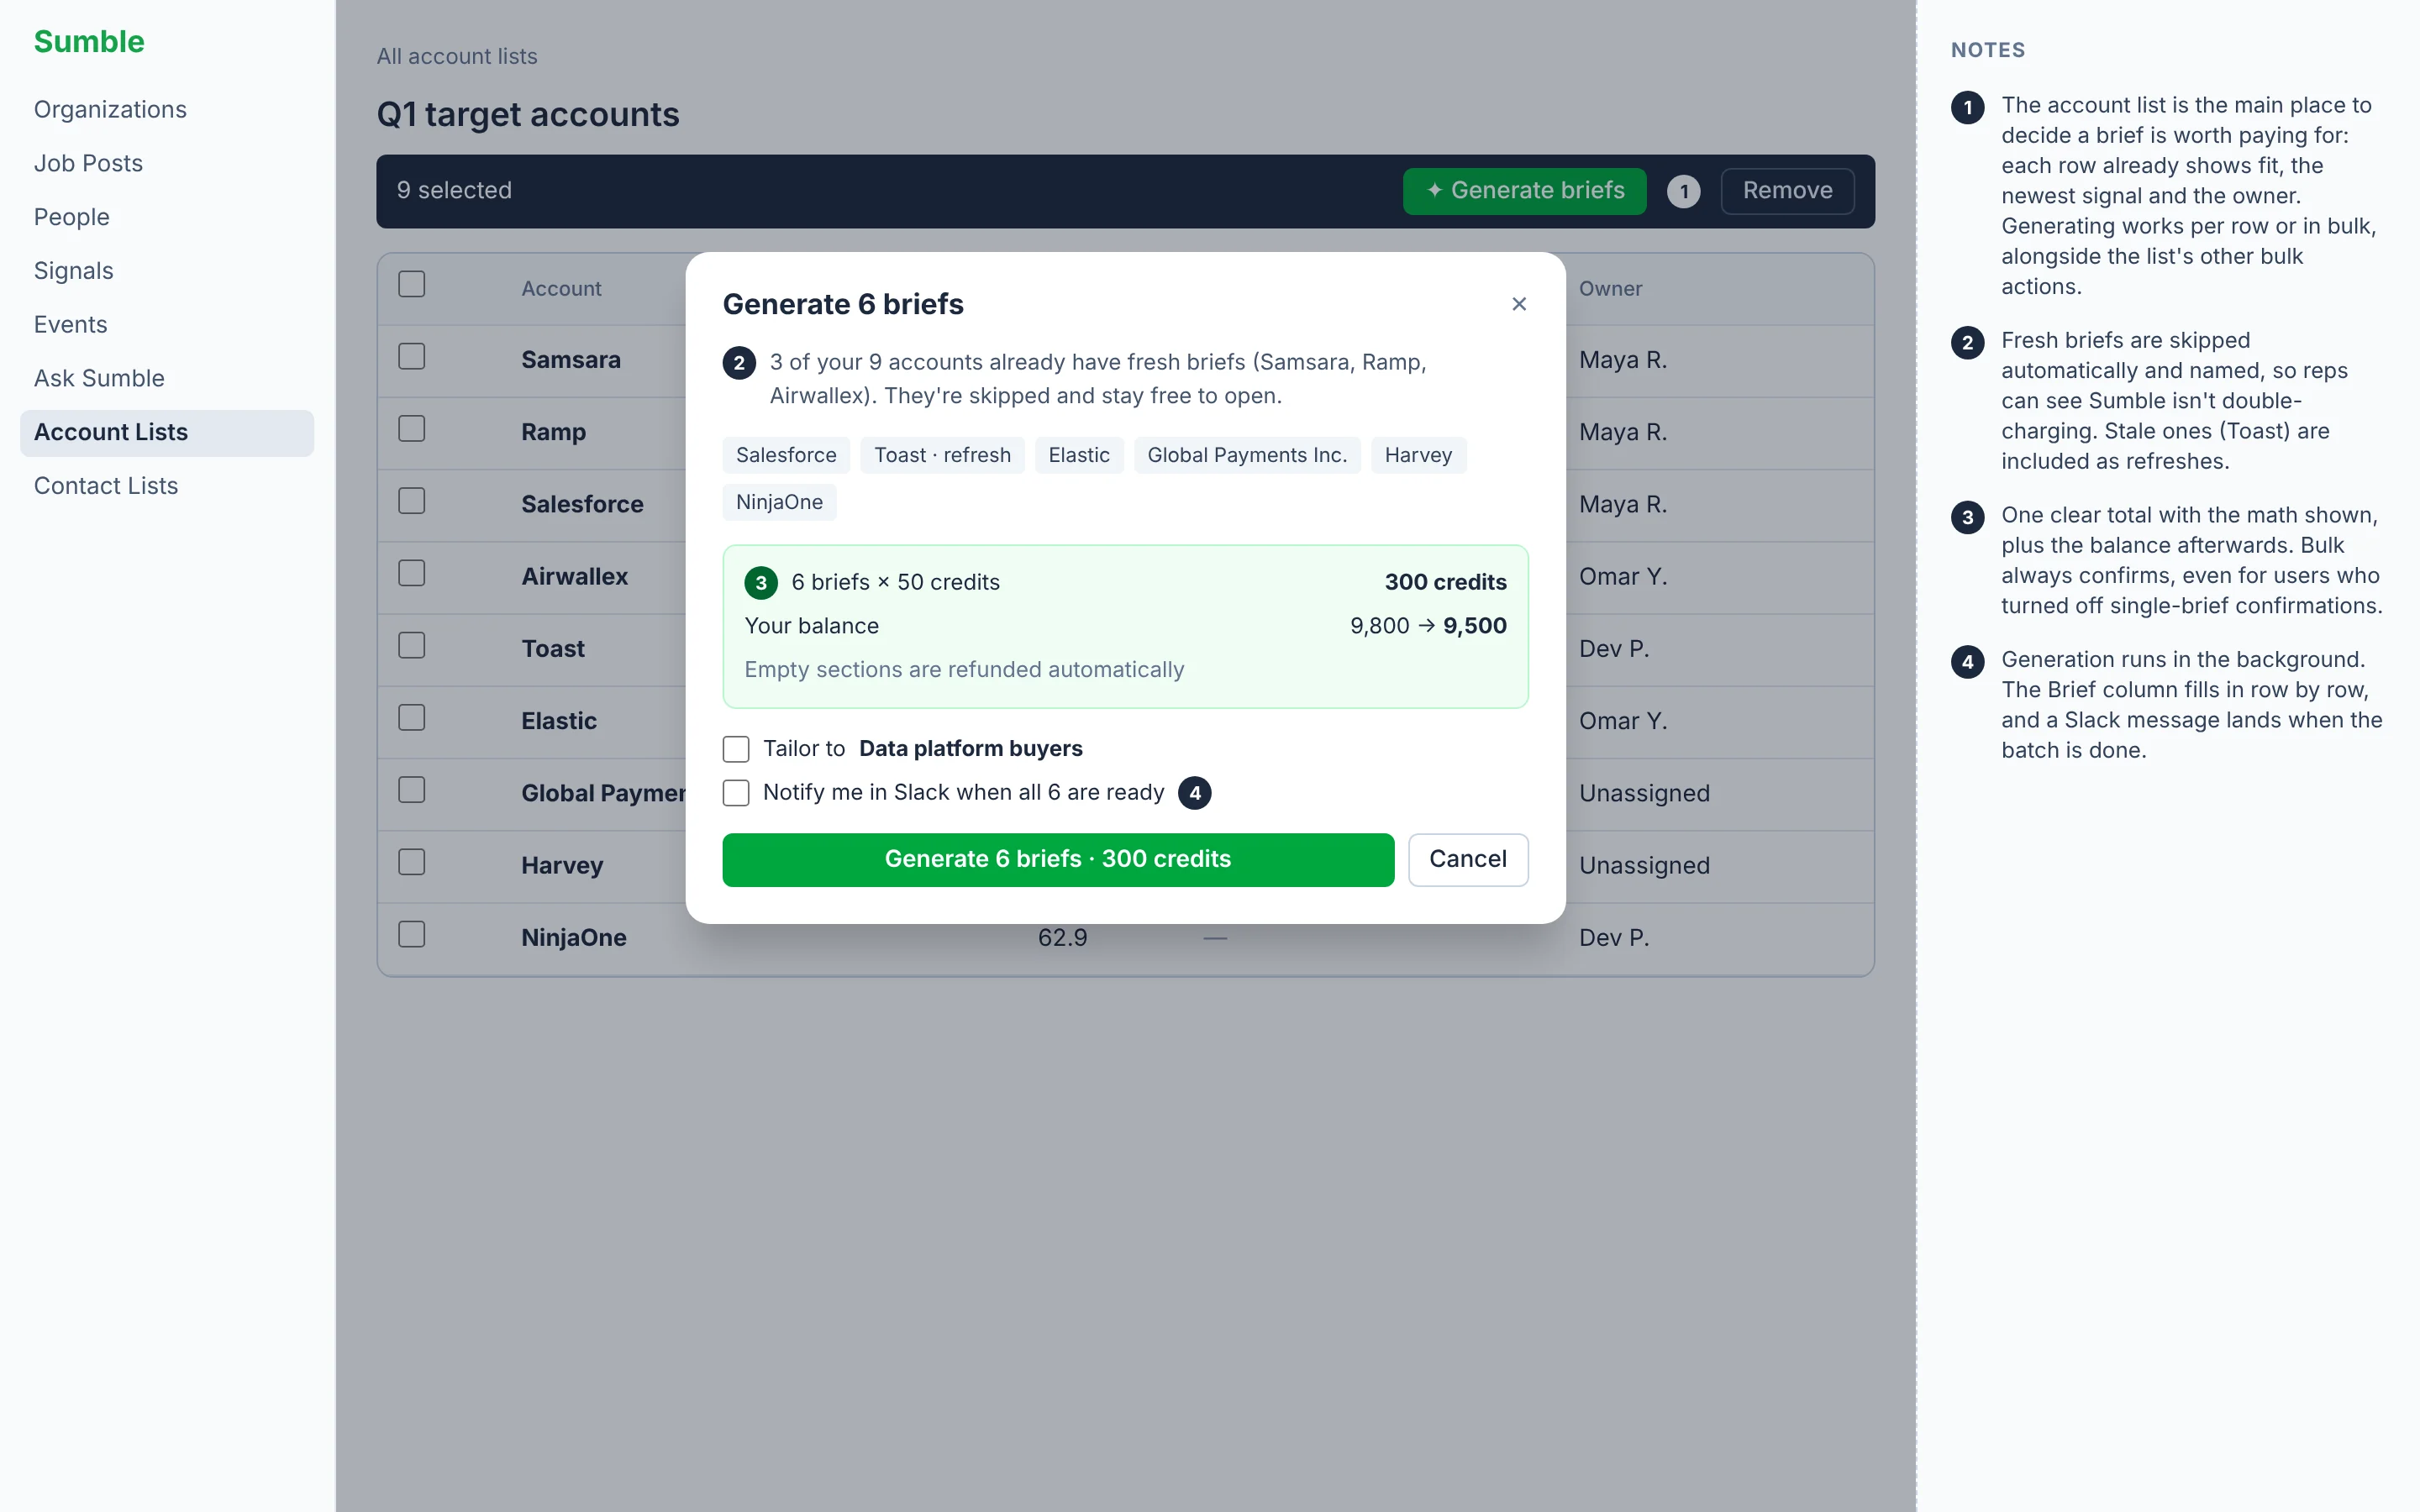 Sumble
Organizations
Job Posts
People
Signals
Events
Ask Sumble
Account Lists
Contact Lists
All account lists
Q1 target accounts
9 selected
✦ Generate briefs
1
Remove
Account
Owner
Samsara
Maya R.
Ramp
Maya R.
Salesforce
Maya R.
Airwallex
Omar Y.
Toast
Dev P.
Elastic
Omar Y.
Global Paymen
Unassigned
Harvey
Unassigned
NinjaOne
62.9
—
Dev P.
Generate 6 briefs
×
2
3 of your 9 accounts already have fresh briefs (Samsara, Ramp,
Airwallex). They're skipped and stay free to open.
Salesforce
Toast · refresh
Elastic
Global Payments Inc.
Harvey
NinjaOne
3
6 briefs × 50 credits
300 credits
Your balance
9,800 → 9,500
Empty sections are refunded automatically
Tailor to Data platform buyers
Notify me in Slack when all 6 are ready
4
Generate 6 briefs · 300 credits
Cancel
NOTES
1
The account list is the main place to
decide a brief is worth paying for:
each row already shows fit, the
newest signal and the owner.
Generating works per row or in bulk,
alongside the list's other bulk
actions.
2
Fresh briefs are skipped
automatically and named, so reps
can see Sumble isn't double-
charging. Stale ones (Toast) are
included as refreshes.
3
One clear total with the math shown,
plus the balance afterwards. Bulk
always confirms, even for users who
turned off single-brief confirmations.
4
Generation runs in the background.
The Brief column fills in row by row,
and a Slack message lands when the
batch is done.